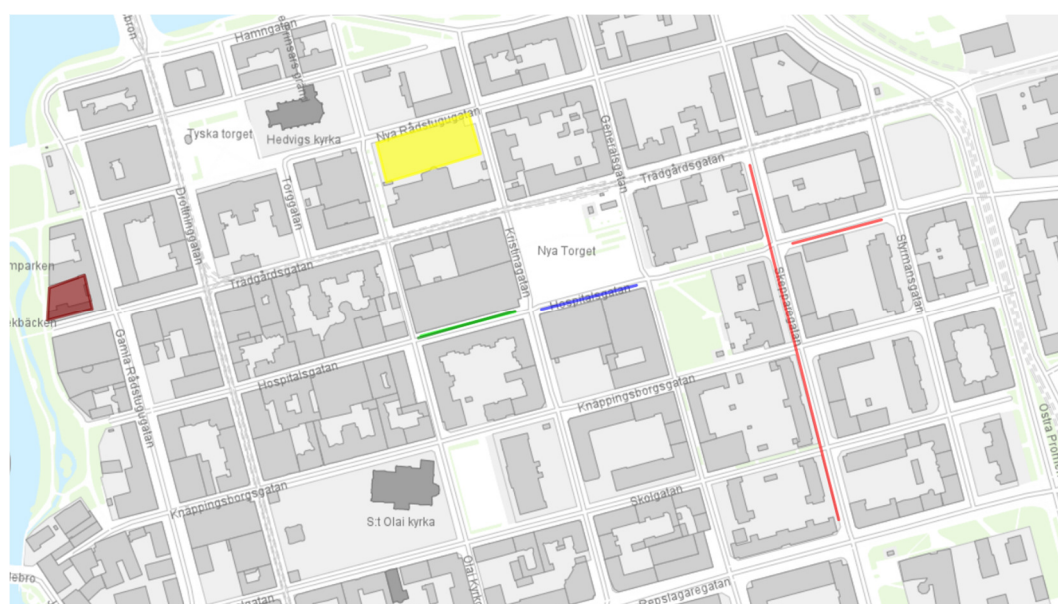 Hamngatan
Tyska torget
Hedvigs kyrka
Nya Rådstugugatan
Generalsgatan
Trädgårdsgatan
Drottninggatan
Torggatan
Kristinagatan
Nya Torget
Skepparegatan
Styrmansgatan
Trädgårdsgatan
Hospitalsgatan
Gamla Rådstugugatan
Hospitalsgatan
Knäppingsborgsgatan
Knäppingsborgsgatan
S:t Olai kyrka
Skolgatan
Repslagaregatan